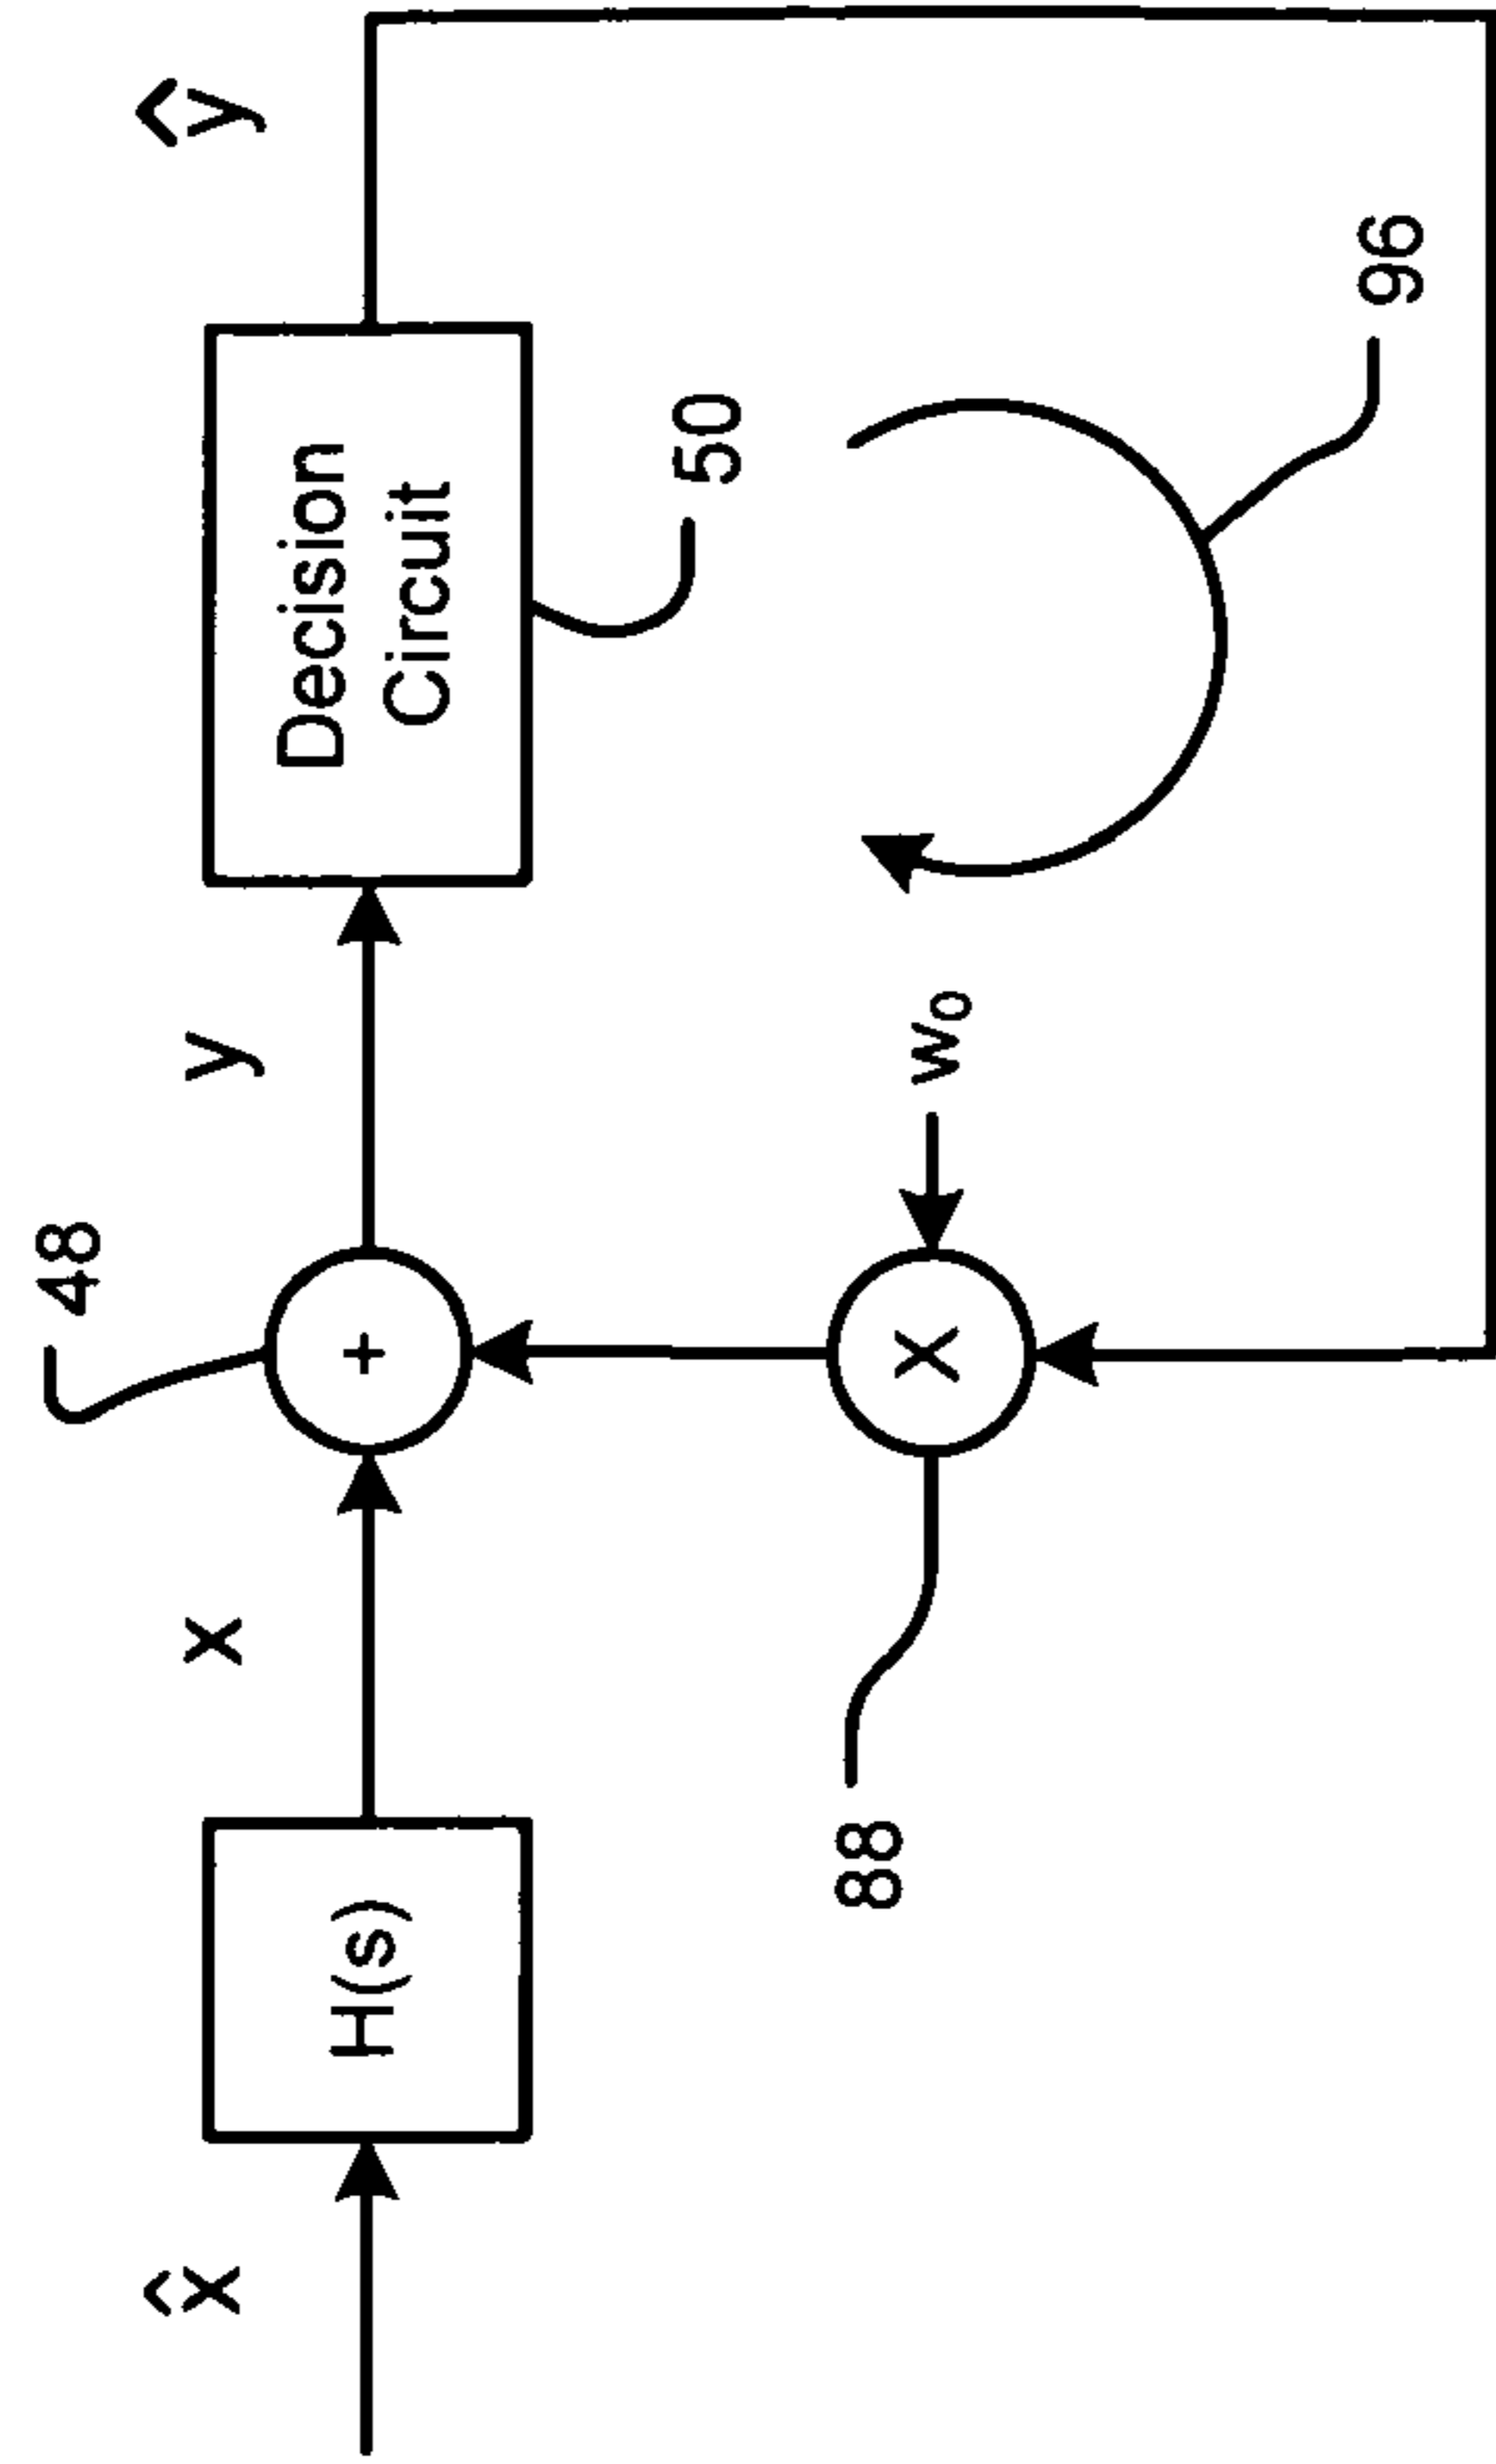 x̂
H(s)
x
48
+
y
Decision
Circuit
ŷ
50
88
X
w₀
96